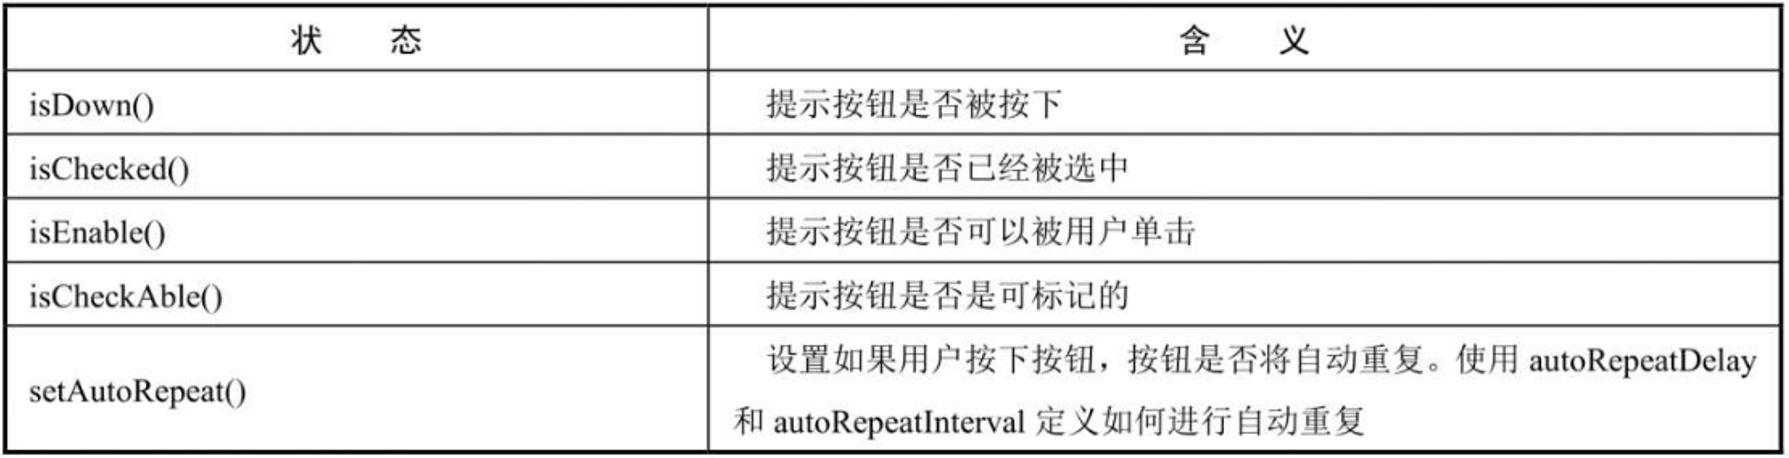 状 态 含 义
isDown() 提示按钮是否被按下
isChecked() 提示按钮是否已经被选中
isEnable() 提示按钮是否可以被用户单击
isCheckAble() 提示按钮是否是可标记的
setAutoRepeat() 设置如果用户按下按钮，按钮是否将自动重复。使用 autoRepeatDelay
和 autoRepeatInterval 定义如何进行自动重复